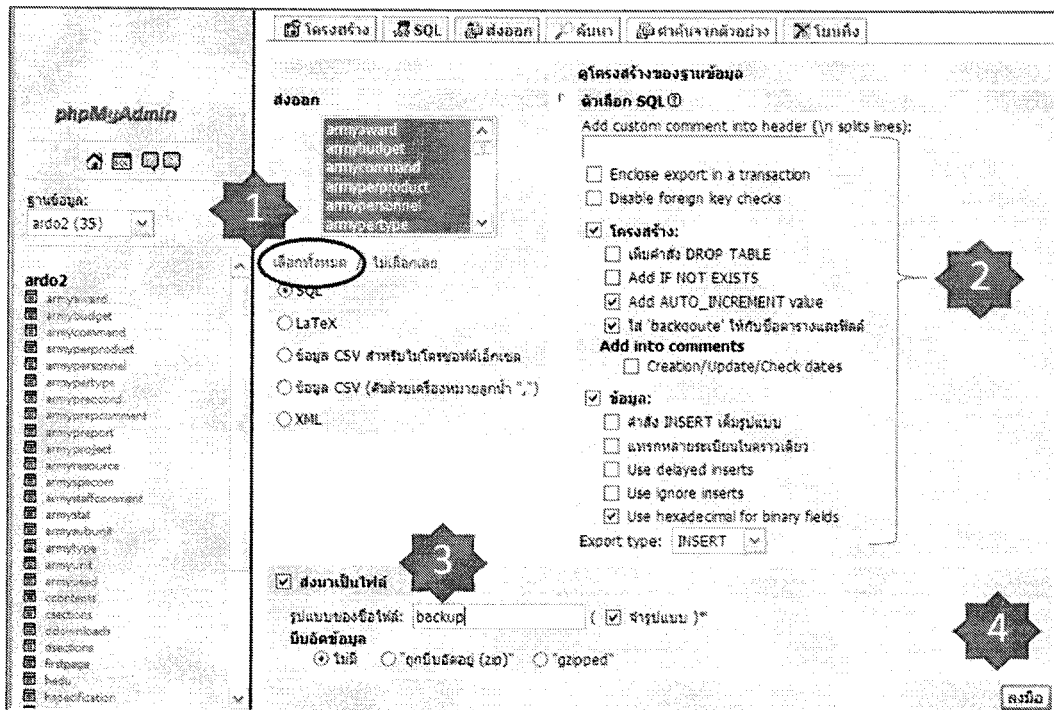 โครงสร้าง SQL ส่งออก ค้นหา คำค้นจากตัวอย่าง โยนทิ้ง
phpMyAdmin
ฐานข้อมูล:
ardo2 (35)
ardo2
armyaward
armybudget
armycommand
armyperproduct
armypersonnel
armypertype
armypreport
armyproject
armyresource
armyspecom
armystaffcomment
armystat
armysubunit
armytype
armyunit
armyused
ccontents
csections
ddownloads
dsections
firstpage
hedu
hspecification
ส่งออก
armyaward
armybudget
armycommand
armyperproduct
armypersonnel
armypertype
1
เลือกทั้งหมด / ไม่เลือกเลย
SQL
LaTeX
ข้อมูล CSV สำหรับไมโครซอฟต์เอ็กเซล
ข้อมูล CSV (คั่นด้วยเครื่องหมายลูกน้ำ ",")
XML
ดูโครงสร้างของฐานข้อมูล
ตัวเลือก SQL
Add custom comment into header (\n splits lines):
Enclose export in a transaction
Disable foreign key checks
โครงสร้าง:
เพิ่มคำสั่ง DROP TABLE
Add IF NOT EXISTS
Add AUTO_INCREMENT value
ใส่ 'backqoute' ให้กับชื่อตารางและฟิลด์
Add into comments
Creation/Update/Check dates
ข้อมูล:
คำสั่ง INSERT เต็มรูปแบบ
แทรกหลายระเบียนในคราวเดียว
Use delayed inserts
Use ignore inserts
Use hexadecimal for binary fields
Export type: INSERT
2
3
ส่งมาเป็นไฟล์
รูปแบบของชื่อไฟล์: backup ( จำรูปแบบ )*
บีบอัดข้อมูล
ไม่มี "ถูกบีบอัดอยู่ (zip)" "gzipped"
4
ลงมือ